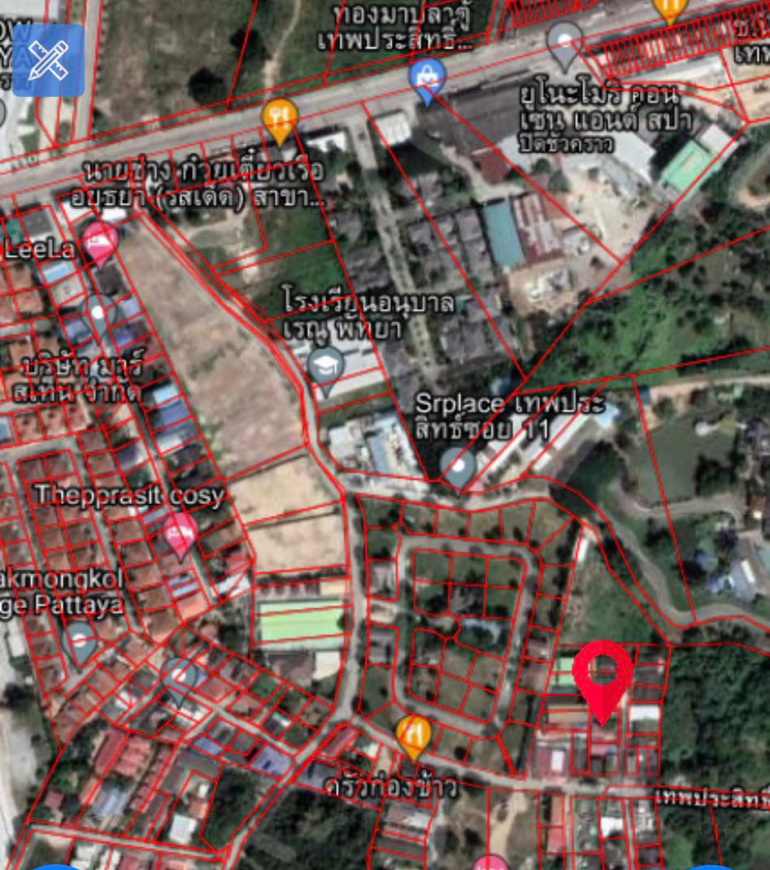 ทองมาปลาตู้
เทพประสิทธิ์...
ยูโนะโมริ ออน
เซน แอนด์ สปา
ปิดชั่วคราว
นายช่าง ก๋วยเตี๋ยวเรือ
อยุธยา (รสเด็ด) สาขา...
LeeLa
โรงเรียนอนุบาล
เรณู พัทยา
บริษัท มาร์
สเท็น จำกัด
Srplace เทพประ
สิทธ์ซอย 11
Thepprasit cosy
akmongkol
ge Pattaya
ครัวก่องข้าว
เทพประสิทธิ